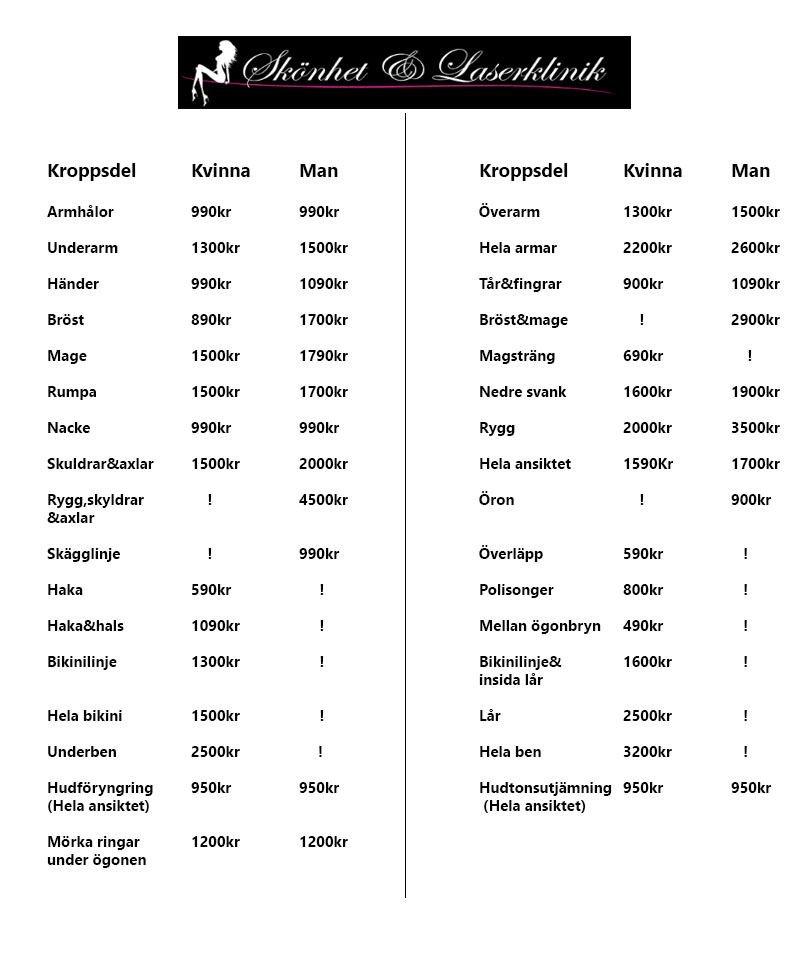 Skönhet & Laserklinik
Kroppsdel Kvinna Man
Armhålor 990kr 990kr
Underarm 1300kr 1500kr
Händer 990kr 1090kr
Bröst 890kr 1700kr
Mage 1500kr 1790kr
Rumpa 1500kr 1700kr
Nacke 990kr 990kr
Skuldrar&axlar 1500kr 2000kr
Rygg,skyldrar ! 4500kr
&axlar
Skägglinje ! 990kr
Haka 590kr !
Haka&hals 1090kr !
Bikinilinje 1300kr !
Hela bikini 1500kr !
Underben 2500kr !
Hudföryngring 950kr 950kr
(Hela ansiktet)
Mörka ringar 1200kr 1200kr
under ögonen
Kroppsdel Kvinna Man
Överarm 1300kr 1500kr
Hela armar 2200kr 2600kr
Tår&fingrar 900kr 1090kr
Bröst&mage ! 2900kr
Magsträng 690kr !
Nedre svank 1600kr 1900kr
Rygg 2000kr 3500kr
Hela ansiktet 1590Kr 1700kr
Öron ! 900kr
Överläpp 590kr !
Polisonger 800kr !
Mellan ögonbryn 490kr !
Bikinilinje& 1600kr !
insida lår
Lår 2500kr !
Hela ben 3200kr !
Hudtonsutjämning 950kr 950kr
(Hela ansiktet)